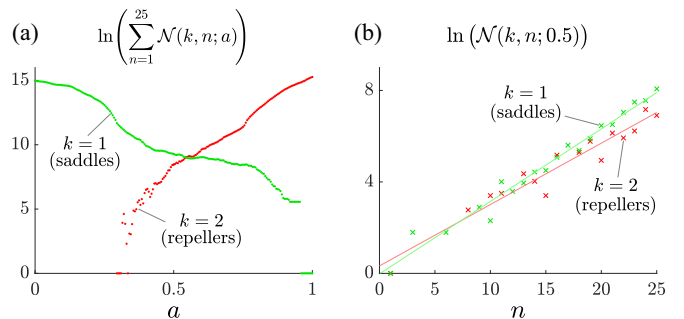 (a)
ln(∑_{n=1}^{25} 𝒩(k, n; a))
15
10
5
0
0
0.5
1
a
k = 1
(saddles)
k = 2
(repellers)
(b)
ln(𝒩(k, n; 0.5))
8
4
0
0
5
10
15
20
25
n
k = 1
(saddles)
k = 2
(repellers)